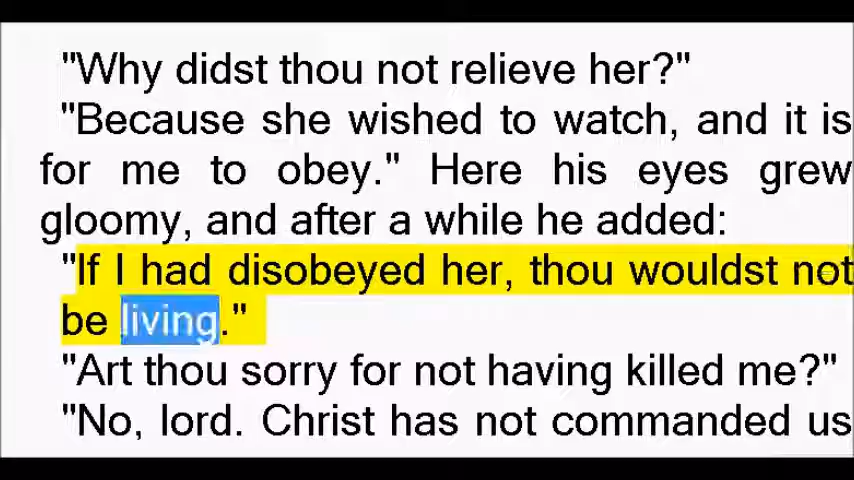 "Why didst thou not relieve her?"
"Because she wished to watch, and it is
for me to obey." Here his eyes grew
gloomy, and after a while he added:
"If I had disobeyed her, thou wouldst not
be living."
"Art thou sorry for not having killed me?"
"No, lord. Christ has not commanded us